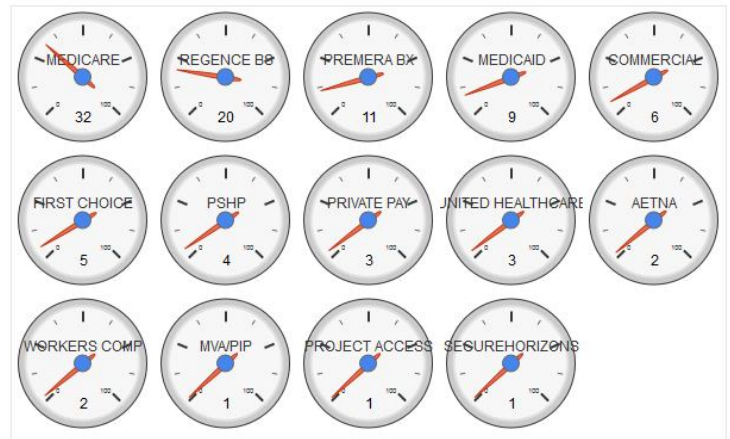 MEDICARE
0 100
32
REGENCE BS
0 100
20
PREMERA BX
0 100
11
MEDICAID
0 100
9
COMMERCIAL
0 100
6
FIRST CHOICE
0 100
5
PSHP
0 100
4
PRIVATE PAY
0 100
3
UNITED HEALTHCARE
0 100
3
AETNA
0 100
2
WORKERS COMP
0 100
2
MVA/PIP
0 100
1
PROJECT ACCESS
0 100
1
SECUREHORIZONS
0 100
1